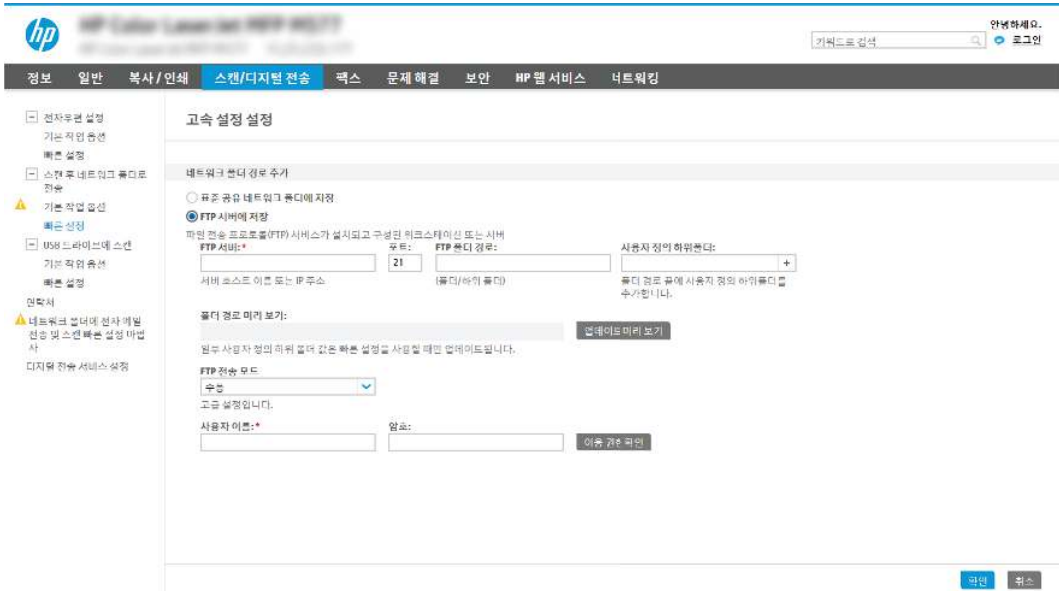 hp
안녕하세요.
키워드로 검색
로그인
정보 일반 복사/인쇄 스캔/디지털 전송 팩스 문제 해결 보안 HP 웹 서비스 네트워킹
전자우편 설정
기본 작업 옵션
빠른 설정
스캔 후 네트워크 폴더로
전송
기본 작업 옵션
빠른 설정
USB 드라이브에 스캔
기본 작업 옵션
빠른 설정
연락처
네트워크 폴더에 전자 메일
전송 및 스캔 빠른 설정 마법
사
디지털 전송 서비스 설정
고속 설정 설정
네트워크 폴더 경로 추가
표준 공유 네트워크 폴더에 저장
FTP 서버에 저장
파일 전송 프로토콜(FTP) 서비스가 설치되고 구성된 워크스테이션 또는 서버
FTP 서버:* 포트: FTP 폴더 경로: 사용자 정의 하위폴더:
21 +
서버 호스트 이름 또는 IP 주소 (폴더/하위 폴더) 폴더 경로 끝에 사용자 정의 하위폴더를
추가합니다.
폴더 경로 미리 보기:
업데이트 미리 보기
일부 사용자 정의 하위 폴더 값은 빠른 설정을 사용할 때만 업데이트됩니다.
FTP 전송 모드
수동
고급 설정입니다.
사용자 이름:* 암호:
이용 권한 확인
확인 취소